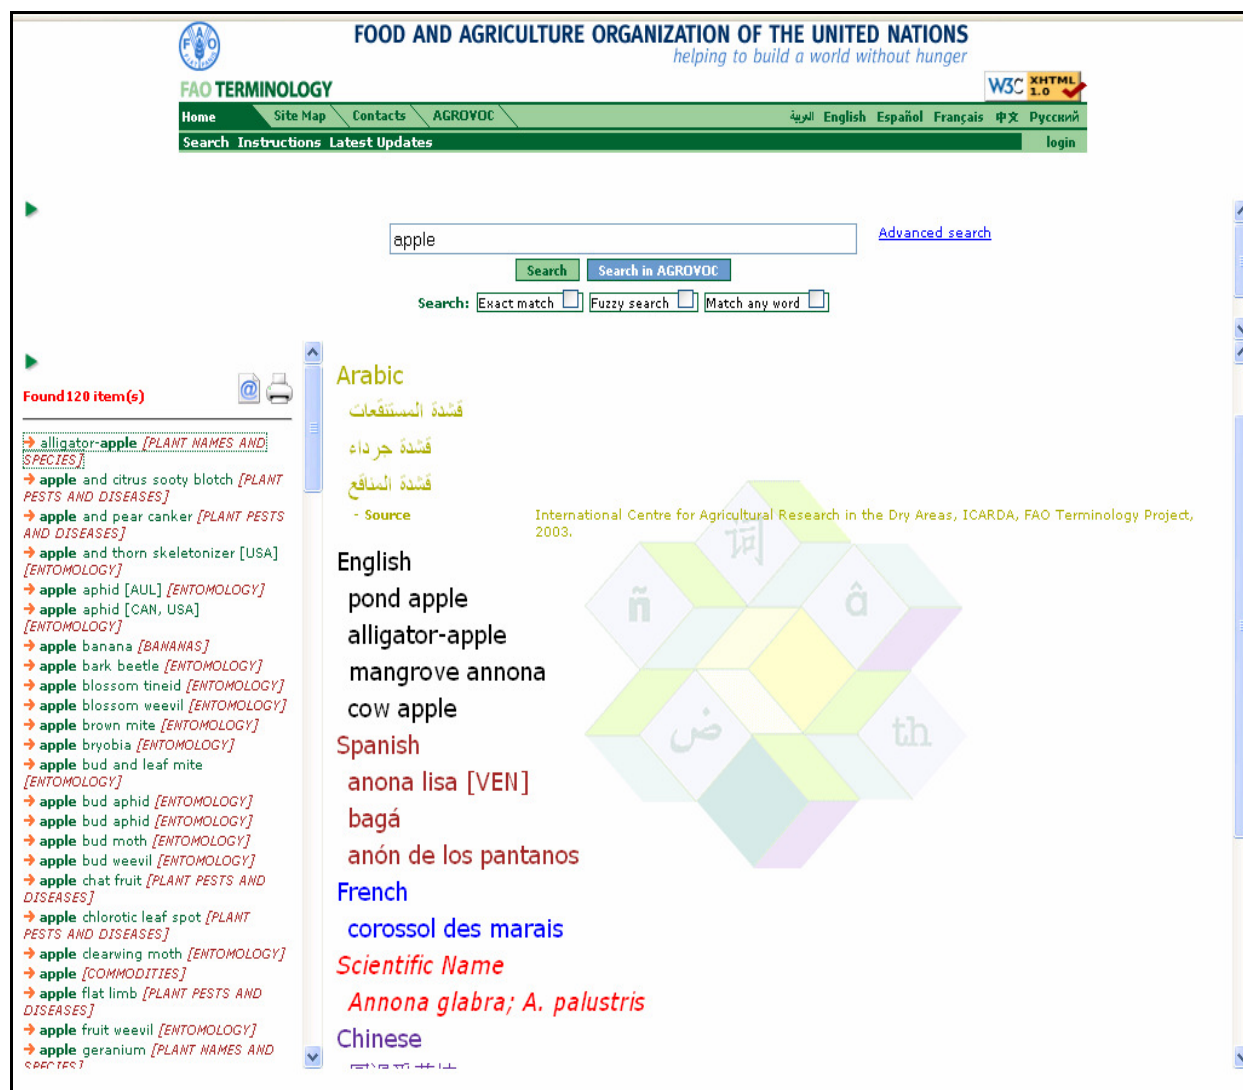 FOOD AND AGRICULTURE ORGANIZATION OF THE UNITED NATIONS
helping to build a world without hunger
FAO TERMINOLOGY
W3C XHTML 1.0
Home Site Map Contacts AGROVOC العربية English Español Français 中文 Русский
Search Instructions Latest Updates login
apple
Advanced search
Search Search in AGROVOC
Search: Exact match Fuzzy search Match any word
Found 120 item(s)
alligator-apple [PLANT NAMES AND
SPECIES]
apple and citrus sooty blotch [PLANT
PESTS AND DISEASES]
apple and pear canker [PLANT PESTS
AND DISEASES]
apple and thorn skeletonizer [USA]
[ENTOMOLOGY]
apple aphid [AUL] [ENTOMOLOGY]
apple aphid [CAN, USA]
[ENTOMOLOGY]
apple banana [BANANAS]
apple bark beetle [ENTOMOLOGY]
apple blossom tineid [ENTOMOLOGY]
apple blossom weevil [ENTOMOLOGY]
apple brown mite [ENTOMOLOGY]
apple bryobia [ENTOMOLOGY]
apple bud and leaf mite
[ENTOMOLOGY]
apple bud aphid [ENTOMOLOGY]
apple bud aphid [ENTOMOLOGY]
apple bud moth [ENTOMOLOGY]
apple bud weevil [ENTOMOLOGY]
apple chat fruit [PLANT PESTS AND
DISEASES]
apple chlorotic leaf spot [PLANT
PESTS AND DISEASES]
apple clearwing moth [ENTOMOLOGY]
apple [COMMODITIES]
apple flat limb [PLANT PESTS AND
DISEASES]
apple fruit weevil [ENTOMOLOGY]
apple geranium [PLANT NAMES AND
SPECIES]
Arabic
قشدة المستنقعات
قشدة جرداء
قشدة المناقع
- Source International Centre for Agricultural Research in the Dry Areas, ICARDA, FAO Terminology Project,
2003.
English
pond apple
alligator-apple
mangrove annona
cow apple
Spanish
anona lisa [VEN]
bagá
anón de los pantanos
French
corossol des marais
Scientific Name
Annona glabra; A. palustris
Chinese
词
ñ
â
ض
th